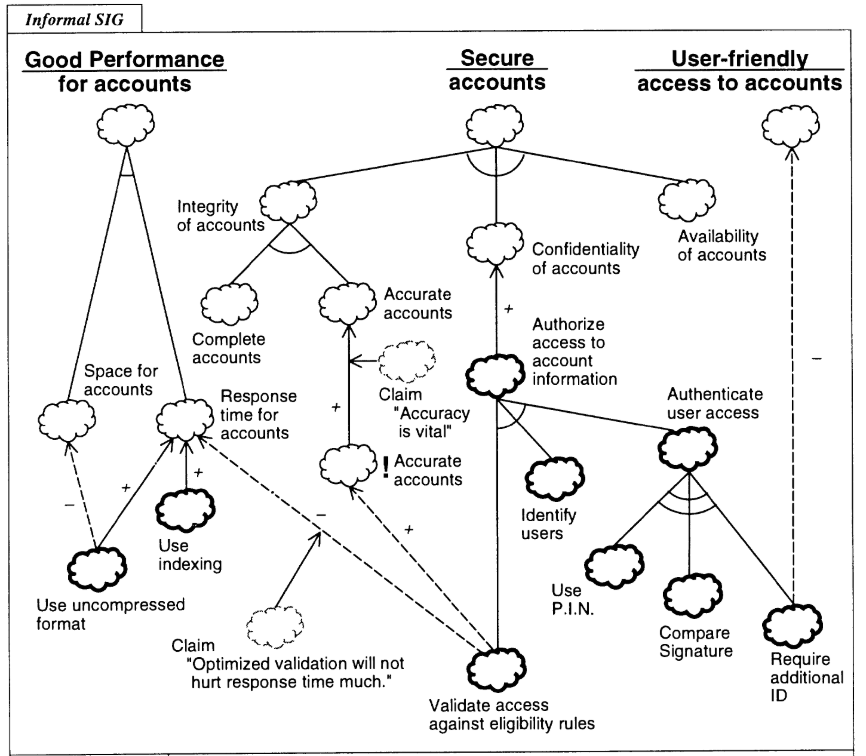 Informal SIG
Good Performance
for accounts
Secure
accounts
User-friendly
access to accounts
Integrity
of accounts
Confidentiality
of accounts
Availability
of accounts
Complete
accounts
Accurate
accounts
+
Authorize
access to
account
information
–
Space for
accounts
Response
time for
accounts
Claim
"Accuracy
is vital"
+
Authenticate
user access
! Accurate
accounts
–
+
+
Use
indexing
Identify
users
–
+
Use uncompressed
format
Use
P.I.N.
Compare
Signature
Require
additional
ID
Claim
"Optimized validation will not
hurt response time much."
Validate access
against eligibility rules